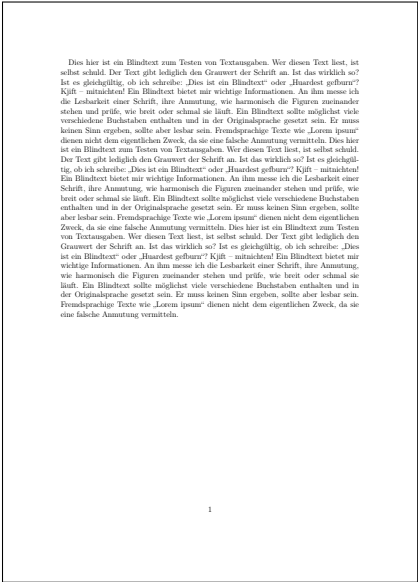 Dies hier ist ein Blindtext zum Testen von Textausgaben. Wer diesen Text liest, ist
selbst schuld. Der Text gibt lediglich den Grauwert der Schrift an. Ist das wirklich so?
Ist es gleichgültig, ob ich schreibe: „Dies ist ein Blindtext“ oder „Huardest gefburn“?
Kjift – mitnichten! Ein Blindtext bietet mir wichtige Informationen. An ihm messe ich
die Lesbarkeit einer Schrift, ihre Anmutung, wie harmonisch die Figuren zueinander
stehen und prüfe, wie breit oder schmal sie läuft. Ein Blindtext sollte möglichst viele
verschiedene Buchstaben enthalten und in der Originalsprache gesetzt sein. Er muss
keinen Sinn ergeben, sollte aber lesbar sein. Fremdsprachige Texte wie „Lorem ipsum“
dienen nicht dem eigentlichen Zweck, da sie eine falsche Anmutung vermitteln. Dies hier
ist ein Blindtext zum Testen von Textausgaben. Wer diesen Text liest, ist selbst schuld.
Der Text gibt lediglich den Grauwert der Schrift an. Ist das wirklich so? Ist es gleichgül-
tig, ob ich schreibe: „Dies ist ein Blindtext“ oder „Huardest gefburn“? Kjift – mitnichten!
Ein Blindtext bietet mir wichtige Informationen. An ihm messe ich die Lesbarkeit einer
Schrift, ihre Anmutung, wie harmonisch die Figuren zueinander stehen und prüfe, wie
breit oder schmal sie läuft. Ein Blindtext sollte möglichst viele verschiedene Buchstaben
enthalten und in der Originalsprache gesetzt sein. Er muss keinen Sinn ergeben, sollte
aber lesbar sein. Fremdsprachige Texte wie „Lorem ipsum“ dienen nicht dem eigentlichen
Zweck, da sie eine falsche Anmutung vermitteln. Dies hier ist ein Blindtext zum Testen
von Textausgaben. Wer diesen Text liest, ist selbst schuld. Der Text gibt lediglich den
Grauwert der Schrift an. Ist das wirklich so? Ist es gleichgültig, ob ich schreibe: „Dies
ist ein Blindtext“ oder „Huardest gefburn“? Kjift – mitnichten! Ein Blindtext bietet mir
wichtige Informationen. An ihm messe ich die Lesbarkeit einer Schrift, ihre Anmutung,
wie harmonisch die Figuren zueinander stehen und prüfe, wie breit oder schmal sie
läuft. Ein Blindtext sollte möglichst viele verschiedene Buchstaben enthalten und in
der Originalsprache gesetzt sein. Er muss keinen Sinn ergeben, sollte aber lesbar sein.
Fremdsprachige Texte wie „Lorem ipsum“ dienen nicht dem eigentlichen Zweck, da sie
eine falsche Anmutung vermitteln.
1